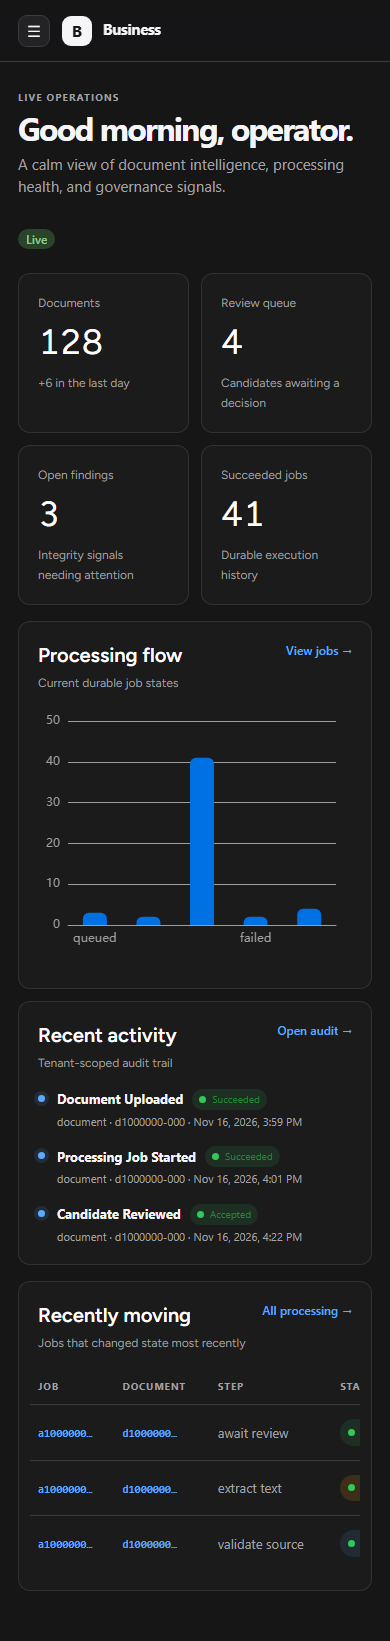 ☰ B Business
LIVE OPERATIONS
Good morning, operator.
A calm view of document intelligence, processing
health, and governance signals.
Live
Documents
128
+6 in the last day
Review queue
4
Candidates awaiting a
decision
Open findings
3
Integrity signals
needing attention
Succeeded jobs
41
Durable execution
history
Processing flow
View jobs →
Current durable job states
50
40
30
20
10
0
queued failed
Recent activity
Open audit →
Tenant-scoped audit trail
Document Uploaded Succeeded
document · d1000000-000 · Nov 16, 2026, 3:59 PM
Processing Job Started Succeeded
document · d1000000-000 · Nov 16, 2026, 4:01 PM
Candidate Reviewed Accepted
document · d1000000-000 · Nov 16, 2026, 4:22 PM
Recently moving
All processing →
Jobs that changed state most recently
JOB DOCUMENT STEP STA
a1000000… d1000000… await review
a1000000… d1000000… extract text
a1000000… d1000000… validate source